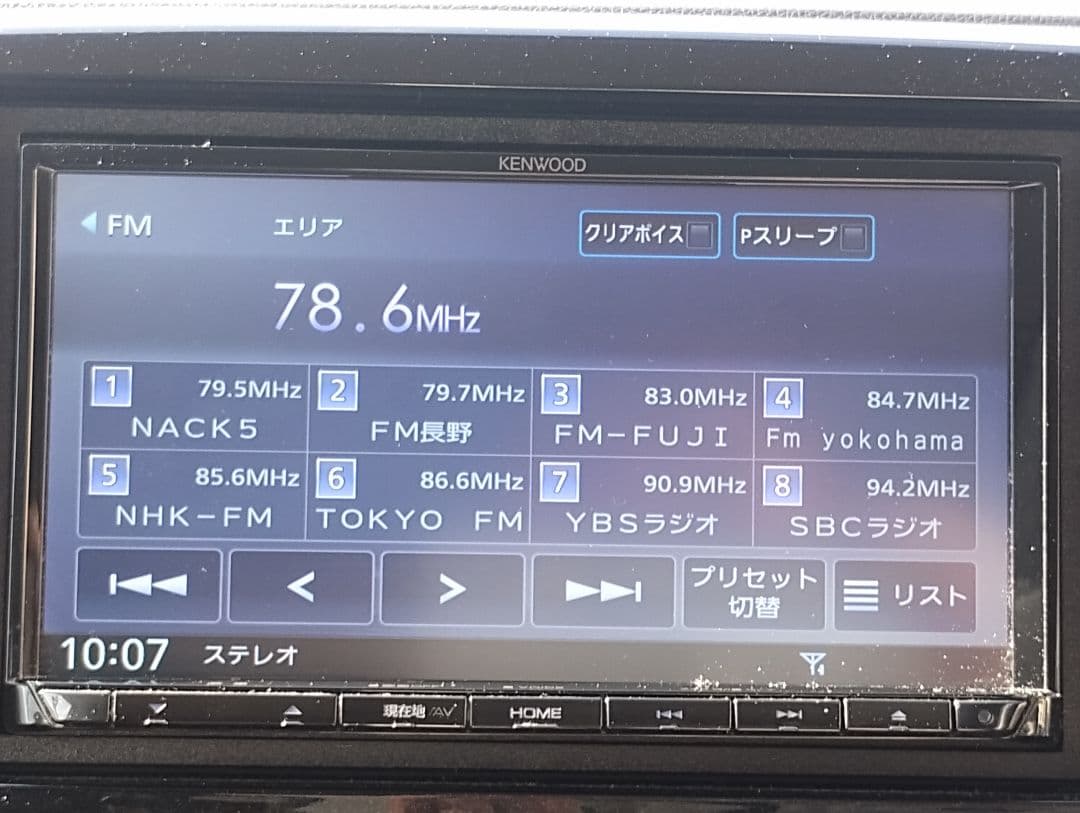 KENWOOD
FM エリア クリアボイス Pスリープ
78.6MHz
1 79.5MHz 2 79.7MHz 3 83.0MHz 4 84.7MHz
NACK5 FM長野 FM-FUJI Fm yokohama
5 85.6MHz 6 86.6MHz 7 90.9MHz 8 94.2MHz
NHK-FM TOKYO FM YBSラジオ SBCラジオ
プリセット
切替
リスト
10:07 ステレオ 4
現在地 /AV HOME